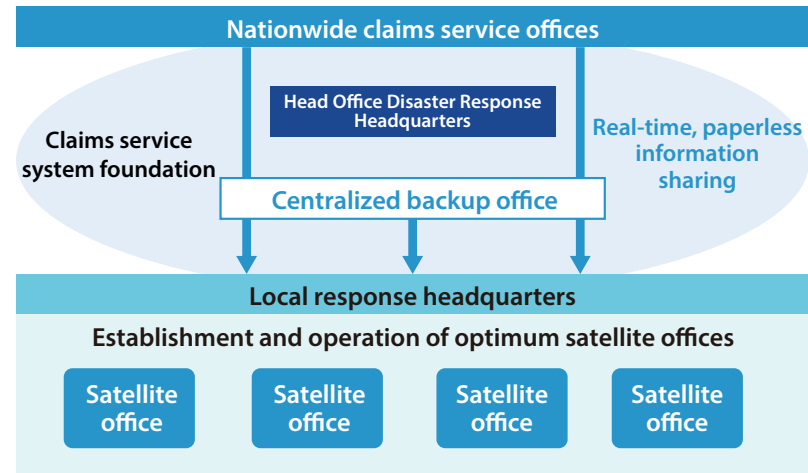 Nationwide claims service offices
Head Office Disaster Response
Headquarters
Claims service
system foundation
Real-time, paperless
information
sharing
Centralized backup office
Local response headquarters
Establishment and operation of optimum satellite offices
Satellite
office
Satellite
office
Satellite
office
Satellite
office